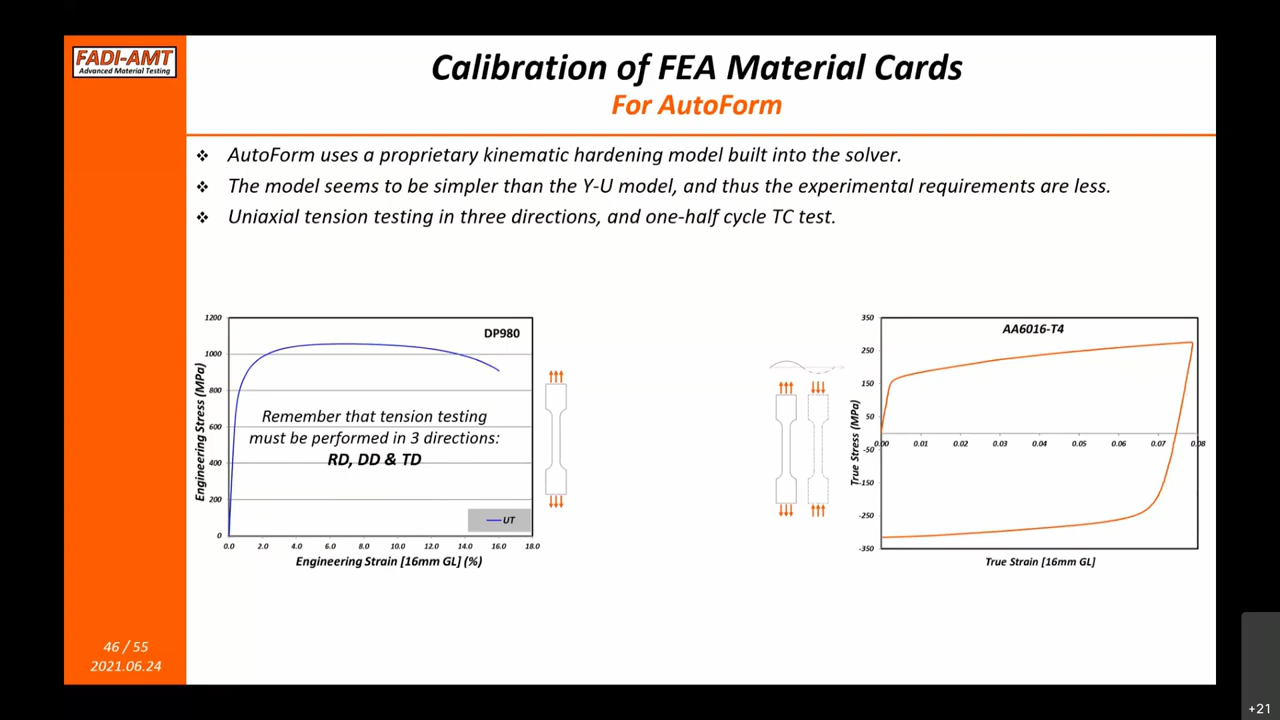 FADI-AMT
Advanced Material Testing
Calibration of FEA Material Cards
For AutoForm
❖ AutoForm uses a proprietary kinematic hardening model built into the solver.
❖ The model seems to be simpler than the Y-U model, and thus the experimental requirements are less.
❖ Uniaxial tension testing in three directions, and one-half cycle TC test.
1200
1000
800
600
400
200
0
Engineering Stress (MPa)
DP980
Remember that tension testing
must be performed in 3 directions:
RD, DD & TD
UT
0.0 2.0 4.0 6.0 8.0 10.0 12.0 14.0 16.0 18.0
Engineering Strain [16mm GL] (%)
350
250
150
50
-50
-150
-250
-350
True Stress (MPa)
AA6016-T4
0.00 0.01 0.02 0.03 0.04 0.05 0.06 0.07 0.08
True Strain [16mm GL]
46 / 55
2021.06.24
+21